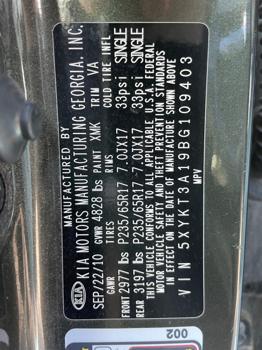 MANUFACTURED BY
KIA KIA MOTORS MANUFACTURING GEORGIA, INC.
SEP/22/10 GVWR 4828 lbs PAINT XMK TRIM VA
GAWR TIRES RIMS COLD TIRE INFL
FRONT 2977 lbs P235/65R17 7.0JX17 33psi SINGLE
REAR 3197 lbs P235/65R17 7.0JX17 33psi SINGLE
THIS VEHICLE CONFORMS TO ALL APPLICABLE U.S.A. FEDERAL
MOTOR VEHICLE SAFETY AND THEFT PREVENTION STANDARDS
IN EFFECT ON THE DATE OF MANUFACTURE SHOWN ABOVE
VIN 5XYKT3A19BG109403
MPV
002